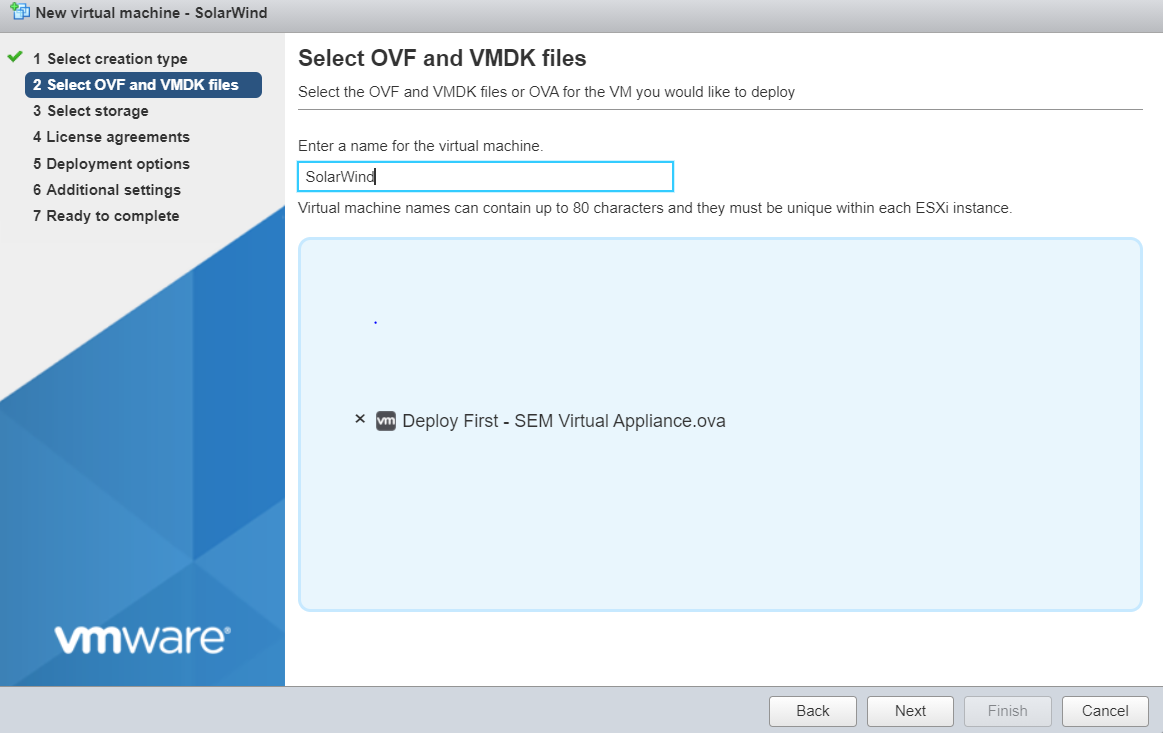 New virtual machine - SolarWind
1 Select creation type
2 Select OVF and VMDK files
3 Select storage
4 License agreements
5 Deployment options
6 Additional settings
7 Ready to complete
Select OVF and VMDK files
Select the OVF and VMDK files or OVA for the VM you would like to deploy
Enter a name for the virtual machine.
SolarWind
Virtual machine names can contain up to 80 characters and they must be unique within each ESXi instance.
× vm Deploy First - SEM Virtual Appliance.ova
vmware®
Back
Next
Finish
Cancel